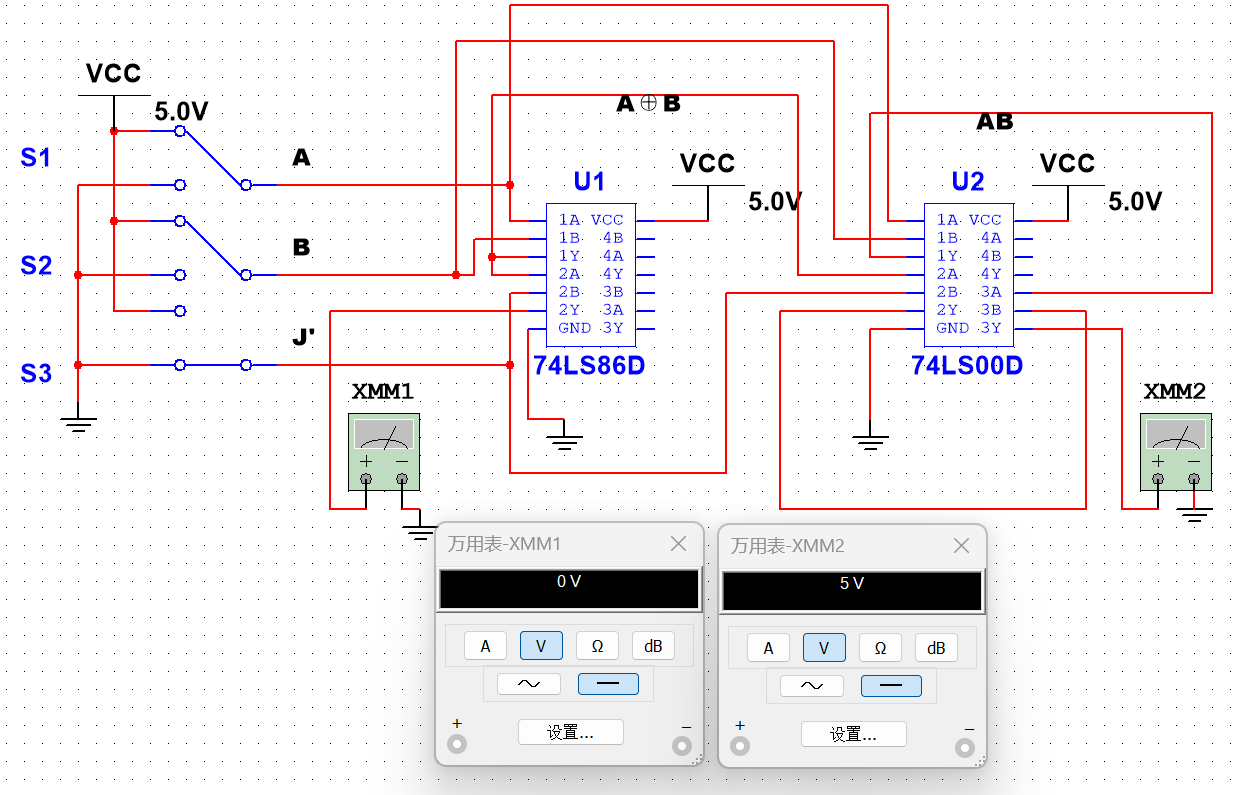 VCC
5.0V
S1
A
S2
B
S3
J'
A ⊕ B
VCC
5.0V
U1
1A VCC
1B 4B
1Y 4A
2A 4Y
2B 3B
2Y 3A
GND 3Y
74LS86D
AB
VCC
5.0V
U2
1A VCC
1B 4A
1Y 4B
2A 4Y
2B 3A
2Y 3B
GND 3Y
74LS00D
XMM1
+ −
XMM2
+ −
万用表-XMM1
0 V
A V Ω dB
+ −
设置...
万用表-XMM2
5 V
A V Ω dB
+ −
设置...